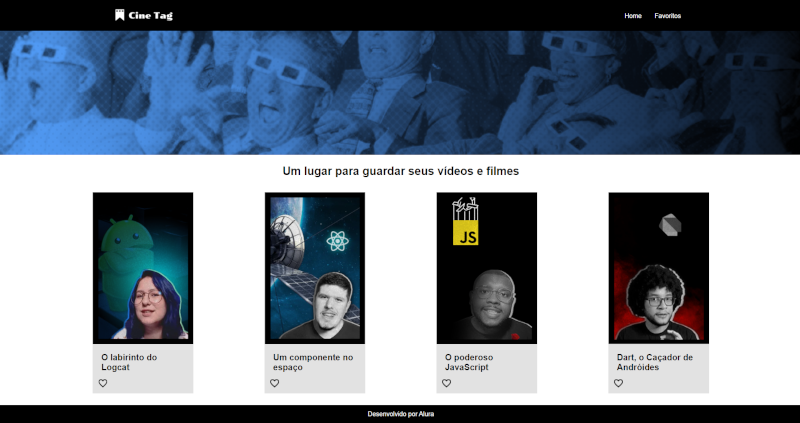 Cine Tag
Home Favoritos
Um lugar para guardar seus vídeos e filmes
JS
O labirinto do
Logcat
Um componente no
espaço
O poderoso
JavaScript
Dart, o Caçador de
Andróides
Desenvolvido por Alura